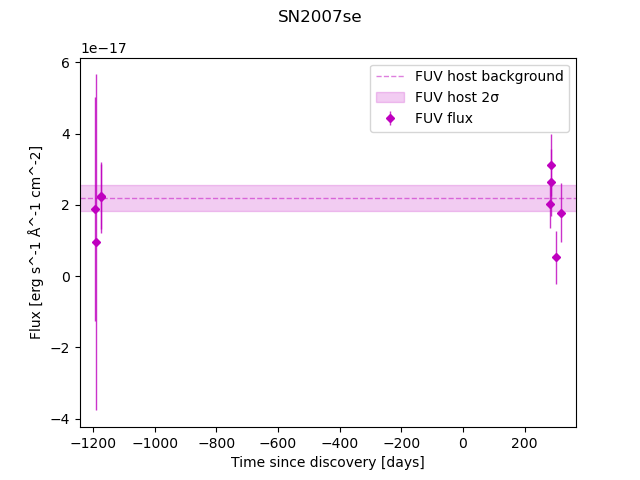 SN2007se
1e−17
FUV host background
FUV host 2σ
FUV flux
6
4
2
0
−2
−4
Flux [erg s^-1 Å^-1 cm^-2]
−1200 −1000 −800 −600 −400 −200 0 200
Time since discovery [days]